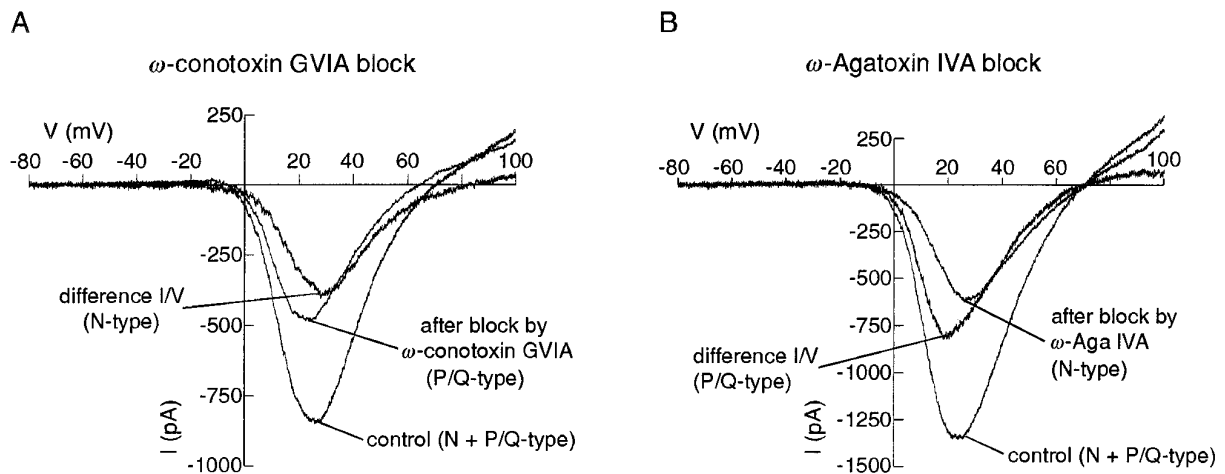 A
ω-conotoxin GVIA block
250
V (mV)
-80 -60 -40 -20 20 40 60 100
-250
difference I/V
(N-type)
-500
after block by
ω-conotoxin GVIA
(P/Q-type)
-750
I (pA)
control (N + P/Q-type)
-1000
B
ω-Agatoxin IVA block
V (mV)
250
-80 -60 -40 -20 20 40 60 100
-250
-500
after block by
ω-Aga IVA
(N-type)
-750
difference I/V
(P/Q-type)
-1000
-1250
I (pA)
control (N + P/Q-type)
-1500